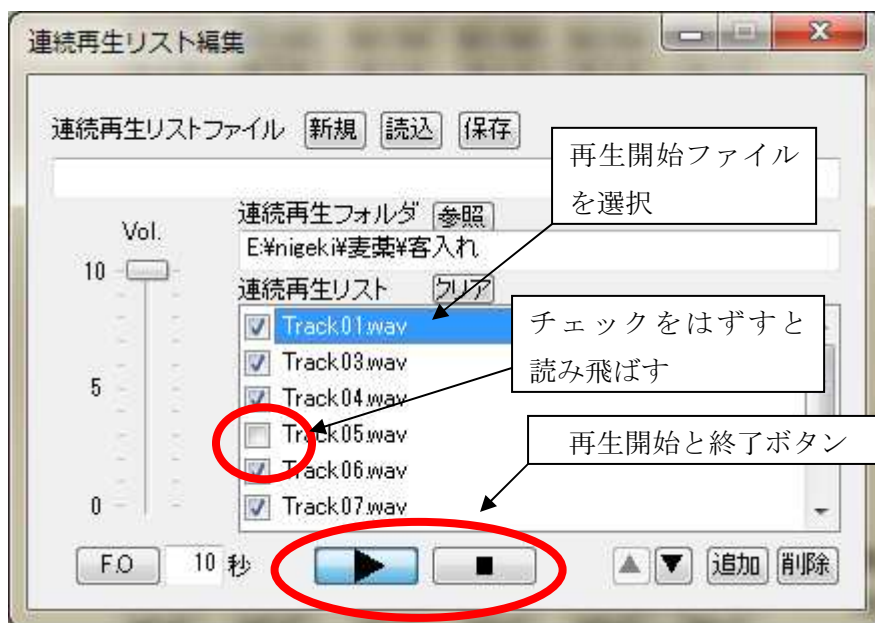 連続再生リスト編集
連続再生リストファイル 新規 読込 保存
再生開始ファイル
を選択
連続再生フォルダ 参照
Vol.
E:¥nigeki¥麦藁¥客入れ
10
連続再生リスト クリア
Track01.wav
チェックをはずすと
読み飛ばす
Track03.wav
5
Track04.wav
Track05.wav
再生開始と終了ボタン
Track06.wav
0
Track07.wav
F.O 10 秒
追加 削除